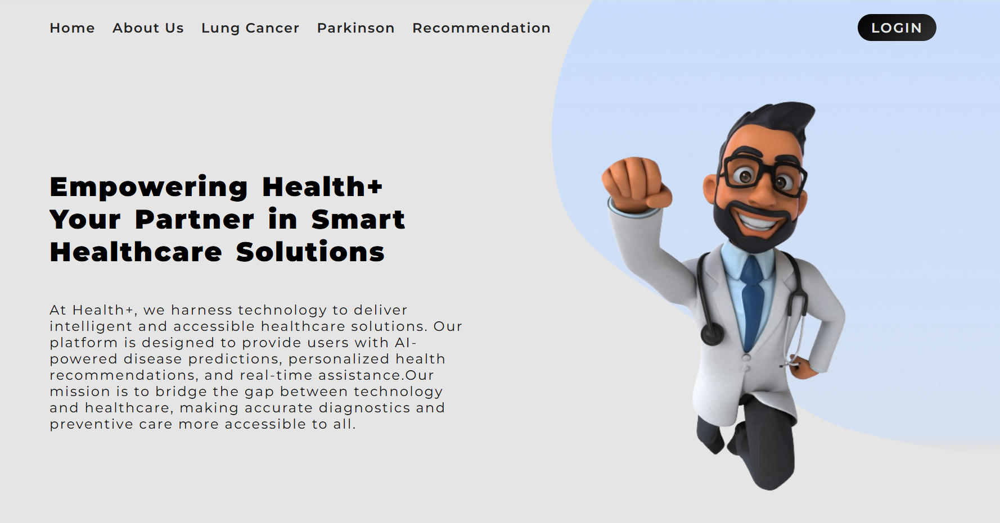 Home About Us Lung Cancer Parkinson Recommendation LOGIN
Empowering Health+
Your Partner in Smart
Healthcare Solutions
At Health+, we harness technology to deliver
intelligent and accessible healthcare solutions. Our
platform is designed to provide users with AI-
powered disease predictions, personalized health
recommendations, and real-time assistance.Our
mission is to bridge the gap between technology
and healthcare, making accurate diagnostics and
preventive care more accessible to all.